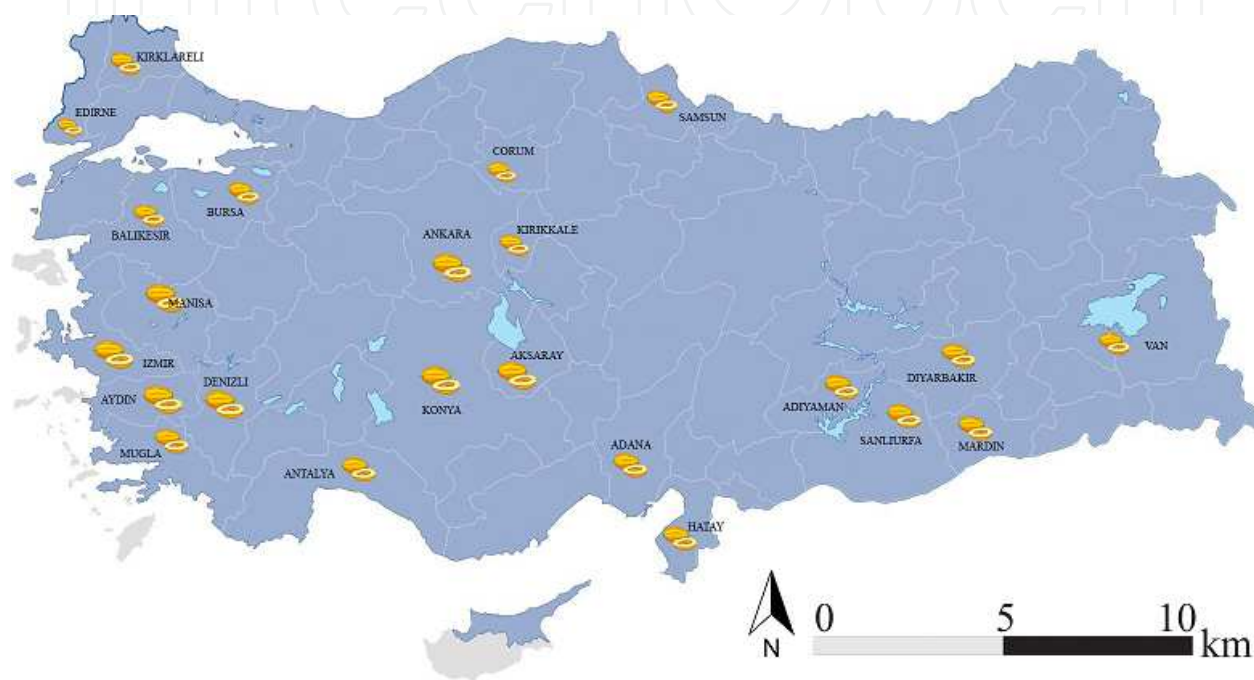 KIRKLARELI
EDIRNE
SAMSUN
CORUM
BURSA
BALIKESIR
ANKARA
KIRIKKALE
MANISA
IZMIR
DENIZLI
AKSARAY
VAN
DIYARBAKIR
AYDIN
KONYA
ADIYAMAN
SANLIURFA
MARDIN
MUGLA
ANTALYA
ADANA
HATAY
N
0 5 10 km